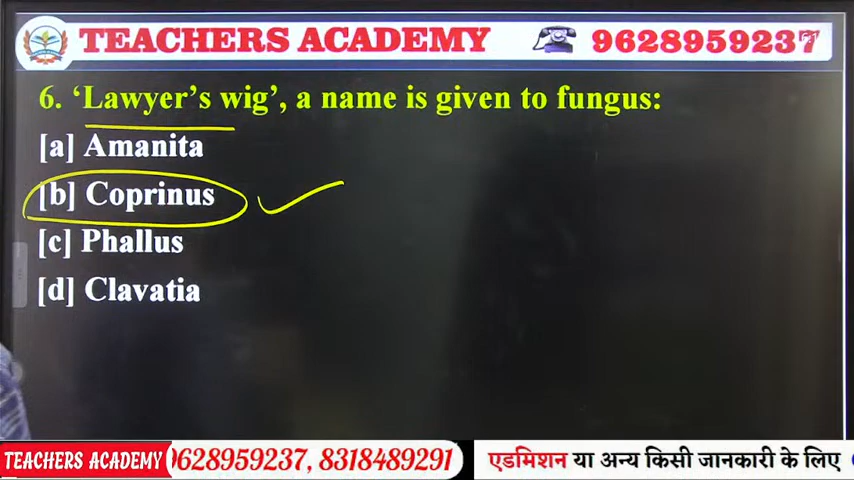 TEACHERS ACADEMY 9628959237
6. ‘Lawyer’s wig’, a name is given to fungus:
[a] Amanita
[b] Coprinus
[c] Phallus
[d] Clavatia
TEACHERS ACADEMY 9628959237, 8318489291 एडमिशन या अन्य किसी जानकारी के लिए